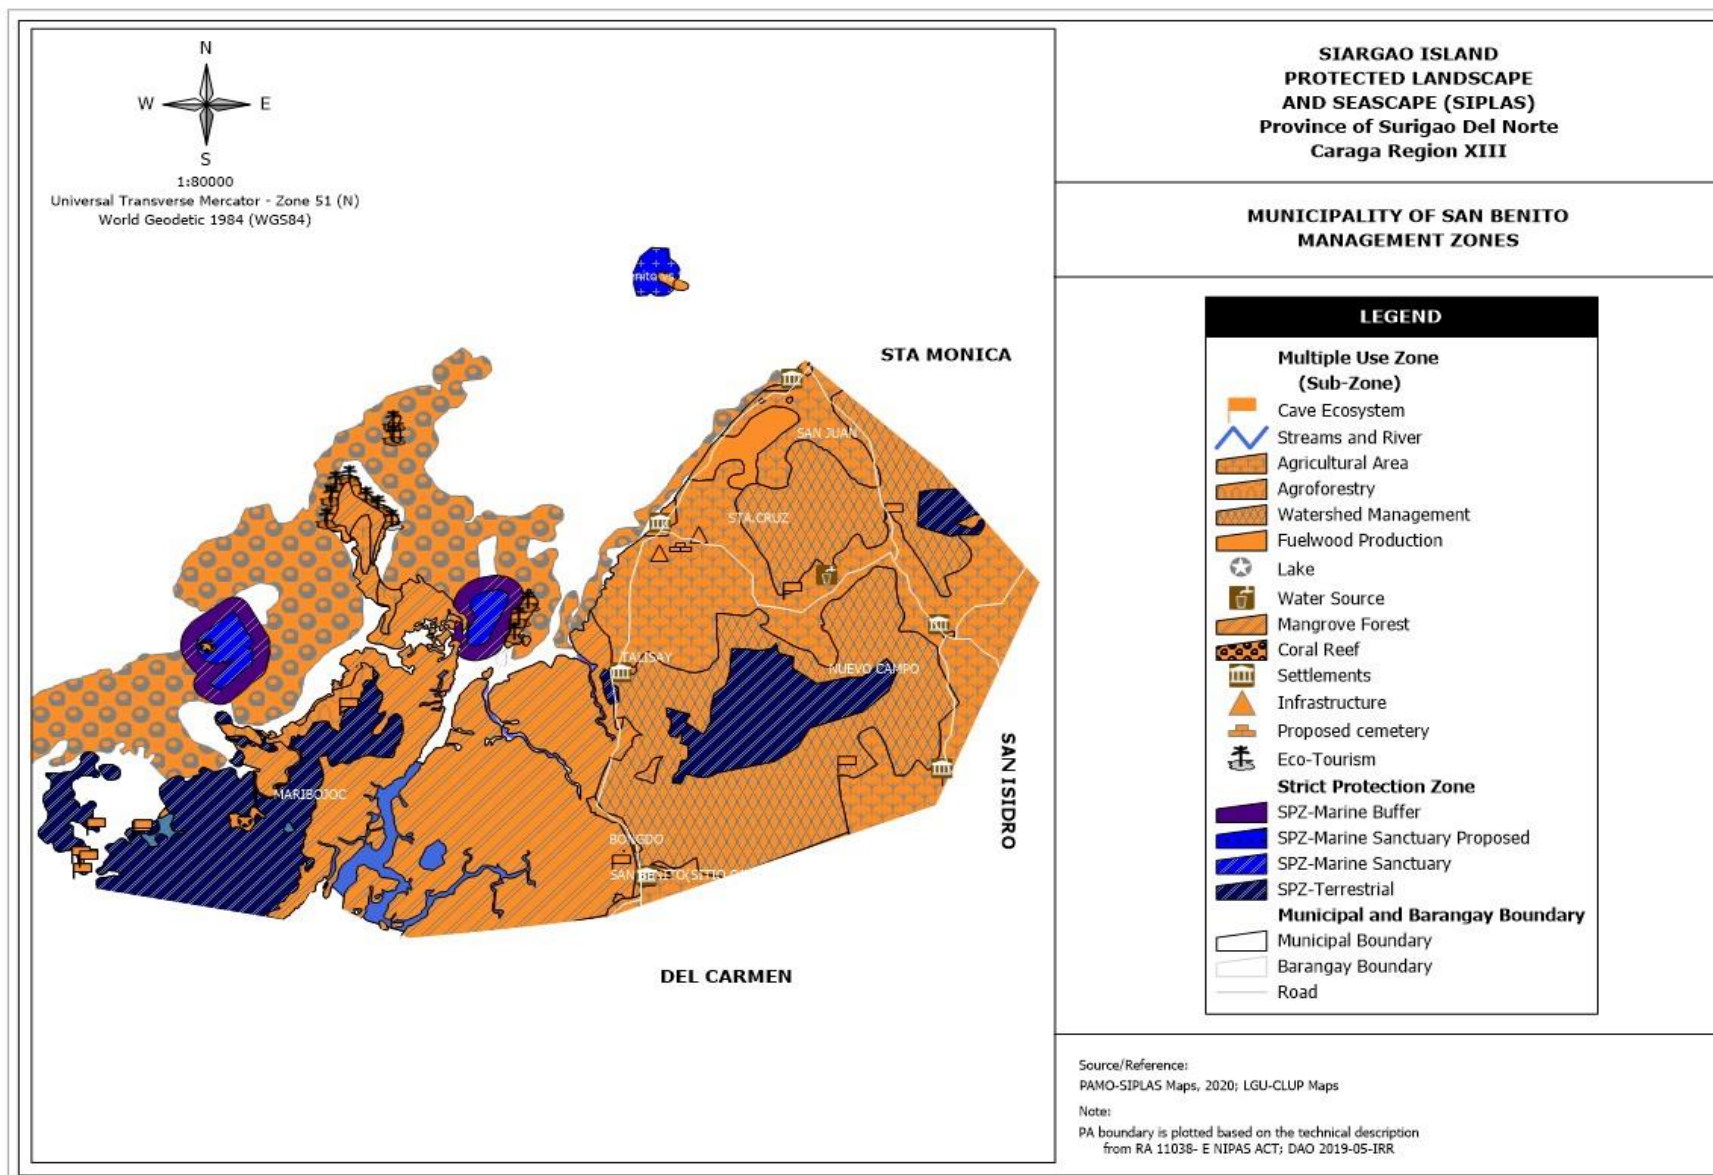 N
W
E
S
1:80000
Universal Transverse Mercator - Zone 51 (N)
World Geodetic 1984 (WGS84)
STA MONICA
SAN JUAN
STA.CRUZ
TALISAY
NUEVO CAMPO
MARIBOJOC
SAN ISIDRO
DEL CARMEN
SIARGAO ISLAND
PROTECTED LANDSCAPE
AND SEASCAPE (SIPLAS)
Province of Surigao Del Norte
Caraga Region XIII
MUNICIPALITY OF SAN BENITO
MANAGEMENT ZONES
LEGEND
Multiple Use Zone
(Sub-Zone)
Cave Ecosystem
Streams and River
Agricultural Area
Agroforestry
Watershed Management
Fuelwood Production
Lake
Water Source
Mangrove Forest
Coral Reef
Settlements
Infrastructure
Proposed cemetery
Eco-Tourism
Strict Protection Zone
SPZ-Marine Buffer
SPZ-Marine Sanctuary Proposed
SPZ-Marine Sanctuary
SPZ-Terrestrial
Municipal and Barangay Boundary
Municipal Boundary
Barangay Boundary
Road
Source/Reference:
PAMO-SIPLAS Maps, 2020; LGU-CLUP Maps
Note:
PA boundary is plotted based on the technical description
from RA 11038- E NIPAS ACT; DAO 2019-05-IRR